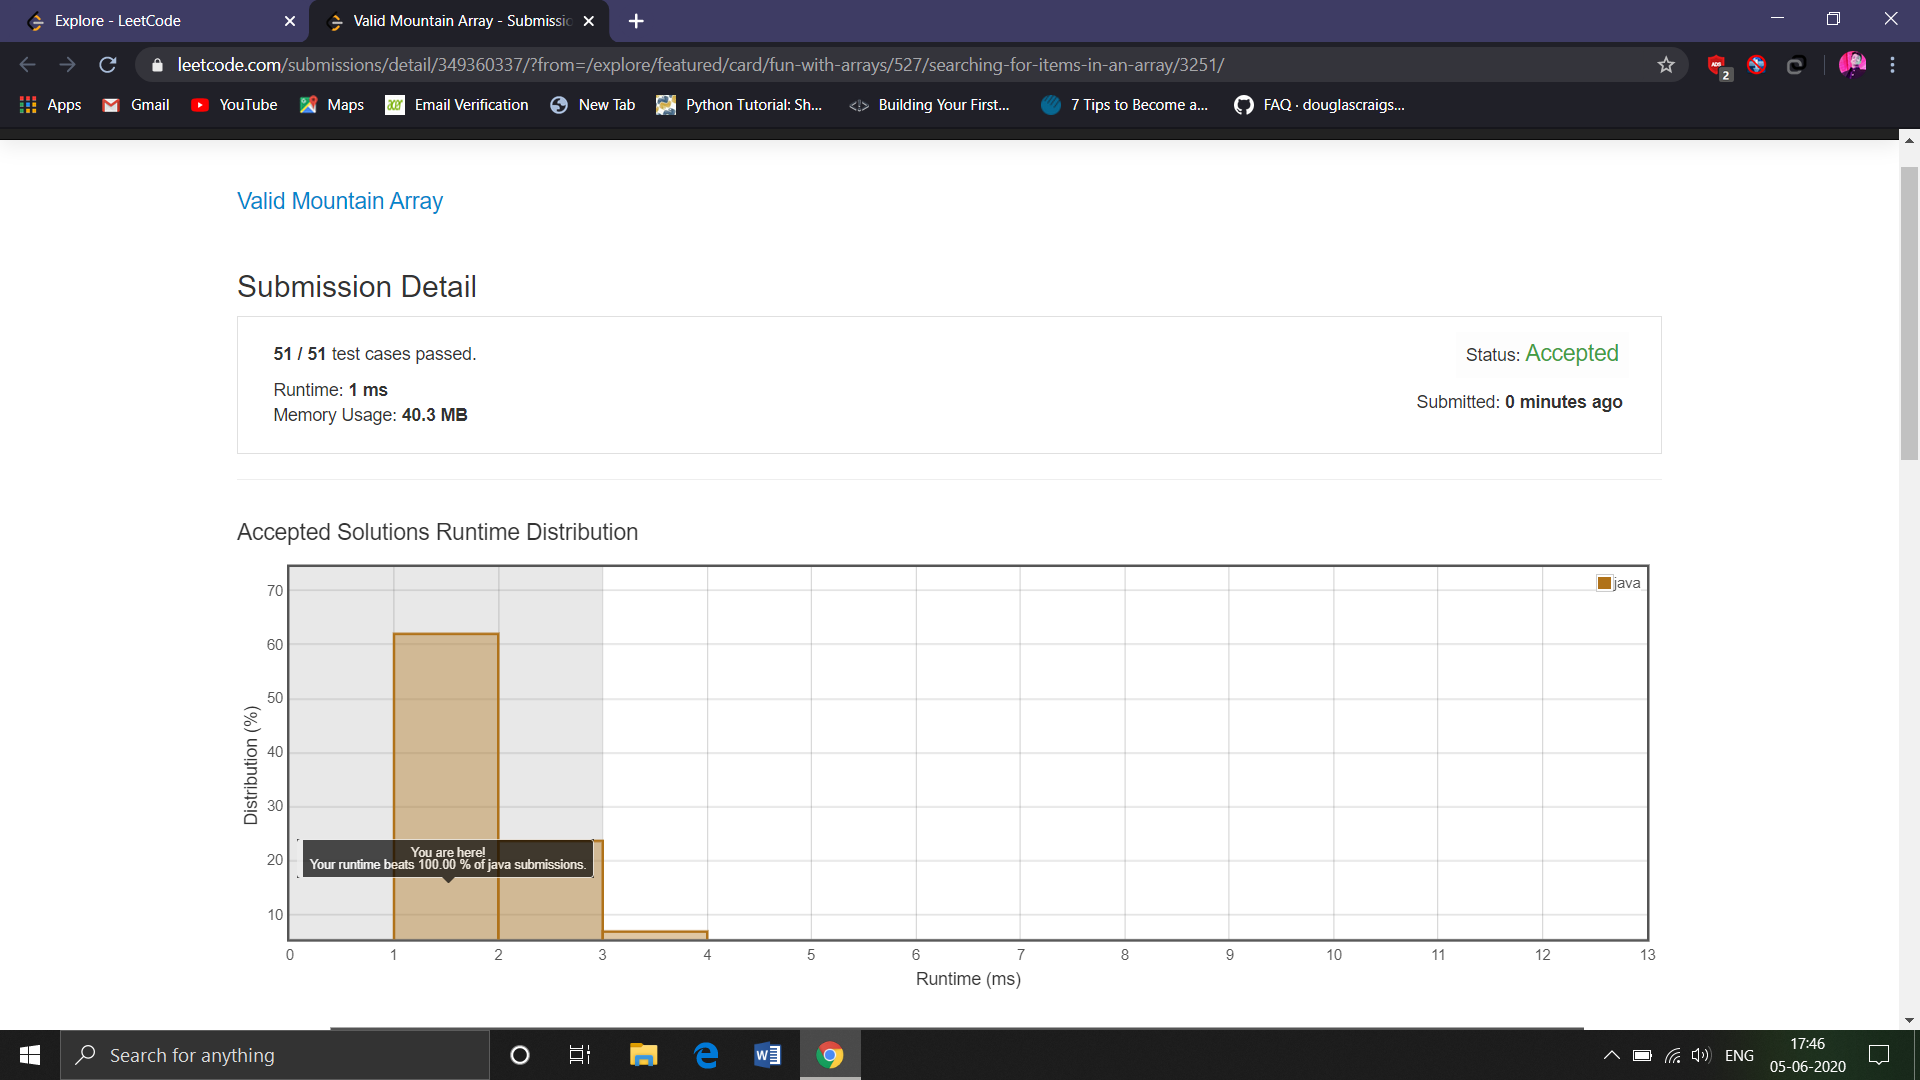 Explore - LeetCode
Valid Mountain Array - Submissio
leetcode.com/submissions/detail/349360337/?from=/explore/featured/card/fun-with-arrays/527/searching-for-items-in-an-array/3251/
ABP
2
Apps
Gmail
YouTube
Maps
acer
Email Verification
New Tab
Python Tutorial: Sh...
Building Your First...
7 Tips to Become a...
FAQ · douglascraigs...
Valid Mountain Array
Submission Detail
51 / 51 test cases passed.
Status: Accepted
Runtime: 1 ms
Submitted: 0 minutes ago
Memory Usage: 40.3 MB
Accepted Solutions Runtime Distribution
java
70
60
50
40
30
20
10
Distribution (%)
You are here!
Your runtime beats 100.00 % of java submissions.
0 1 2 3 4 5 6 7 8 9 10 11 12 13
Runtime (ms)
Search for anything
ENG
17:46
05-06-2020